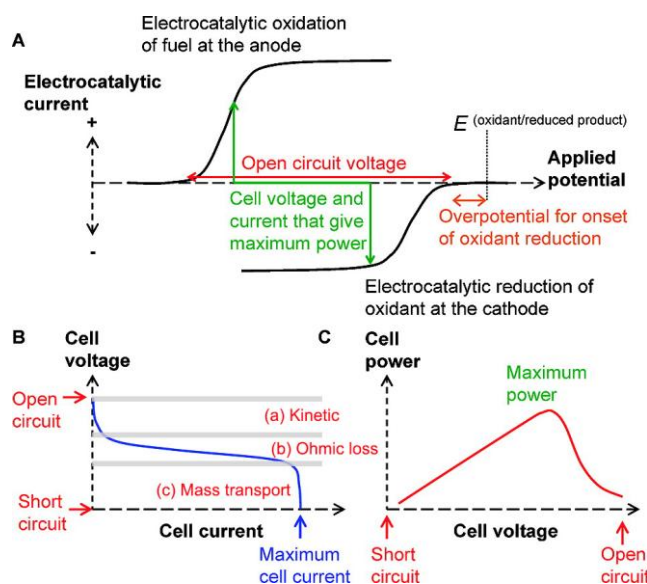 A
Electrocatalytic oxidation
of fuel at the anode
Electrocatalytic
current
+
-
E (oxidant/reduced product)
Open circuit voltage
Applied
potential
Cell voltage and
current that give
maximum power
Overpotential for onset
of oxidant reduction
Electrocatalytic reduction of
oxidant at the cathode
B
Cell
voltage
Open
circuit
(a) Kinetic
(b) Ohmic loss
(c) Mass transport
Short
circuit
Cell current
Maximum
cell current
C
Cell
power
Maximum
power
Cell voltage
Short
circuit
Open
circuit